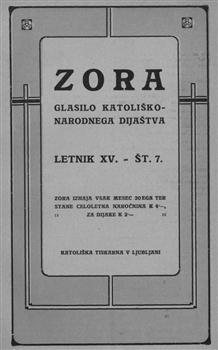 ZORA
GLASILO KATOLIŠKO-
NARODNEGA DIJAŠTVA
LETNIK XV. - ŠT. 7.
ZORA IZHAJA VSAK MESEC 20EGA TER
STANE CELOLETNA NAROČNINA K 4·—,
:: ZA DIJAKE K 2·— ::
KATOLIŠKA TISKARNA V LJUBLJANI